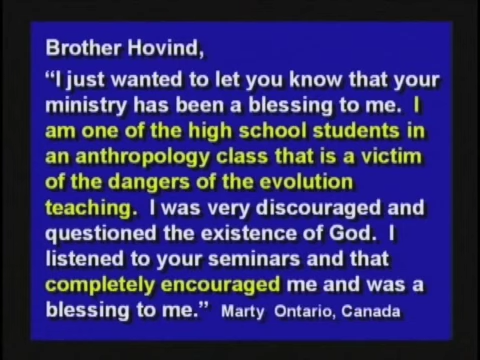 Brother Hovind,
“I just wanted to let you know that your
ministry has been a blessing to me. I
am one of the high school students in
an anthropology class that is a victim
of the dangers of the evolution
teaching. I was very discouraged and
questioned the existence of God. I
listened to your seminars and that
completely encouraged me and was a
blessing to me.” Marty Ontario, Canada